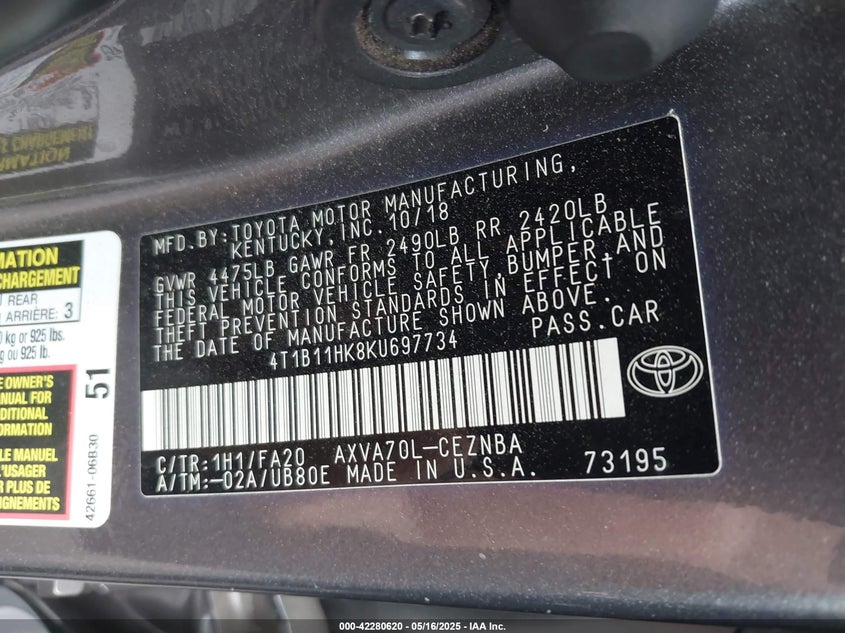 MFD.BY:TOYOTA MOTOR MANUFACTURING,
KENTUCKY,INC. 10/18
GVWR 4475LB GAWR FR 2490LB RR 2420LB
THIS VEHICLE CONFORMS TO ALL APPLICABLE
FEDERAL MOTOR VEHICLE SAFETY,BUMPER,AND
THEFT PREVENTION STANDARDS IN EFFECT ON
THE DATE OF MANUFACTURE SHOWN ABOVE.
4T1B11HK8KU697734 PASS.CAR
C/TR:1H1/FA20 AXVA70L-CEZNBA
A/TM:-02A/UB80E MADE IN U.S.A. 73195
MATION
CHARGEMENT
REAR
ARRIÈRE: 3
kg or 925 lbs.
g ou 925 lb.
E OWNER'S
ANUAL FOR
DDITIONAL
ORMATION
LE
L'USAGER
R PLUS DE
IGNEMENTS
51
42661-06B30
000-42280620 - 05/16/2025 - IAA Inc.